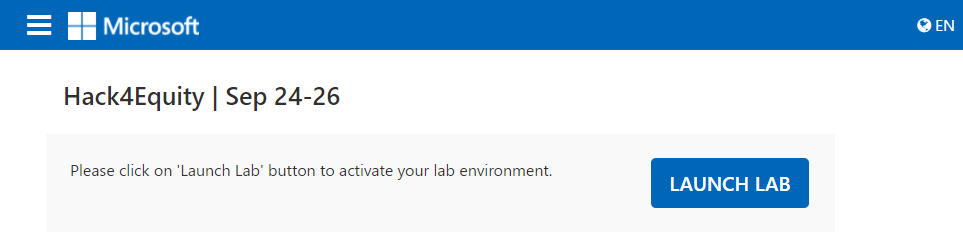 Microsoft
EN
Hack4Equity | Sep 24-26
Please click on 'Launch Lab' button to activate your lab environment.
LAUNCH LAB